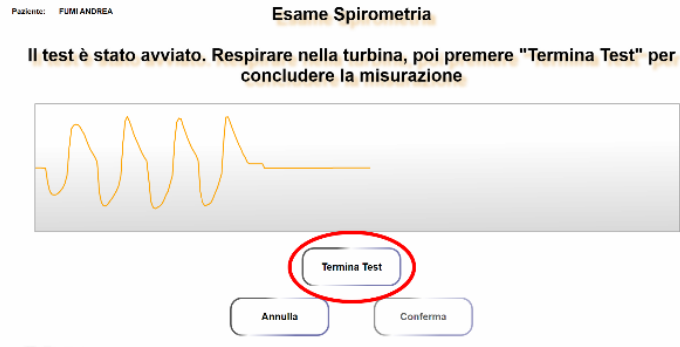 Paziente: FUMI ANDREA
Esame Spirometria
Il test è stato avviato. Respirare nella turbina, poi premere "Termina Test" per
concludere la misurazione
Termina Test
Annulla
Conferma